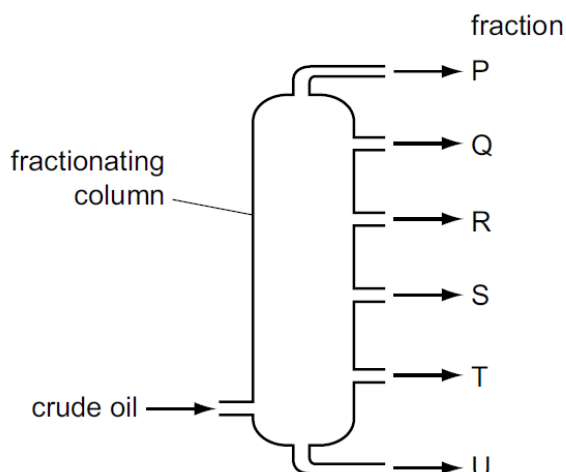 fraction
P
Q
fractionating
column
R
S
T
crude oil
U